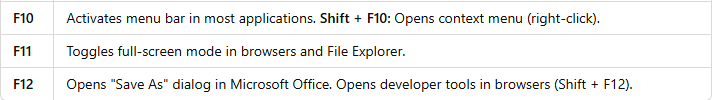 F10 Activates menu bar in most applications. Shift + F10: Opens context menu (right-click).
F11 Toggles full-screen mode in browsers and File Explorer.
F12 Opens "Save As" dialog in Microsoft Office. Opens developer tools in browsers (Shift + F12).